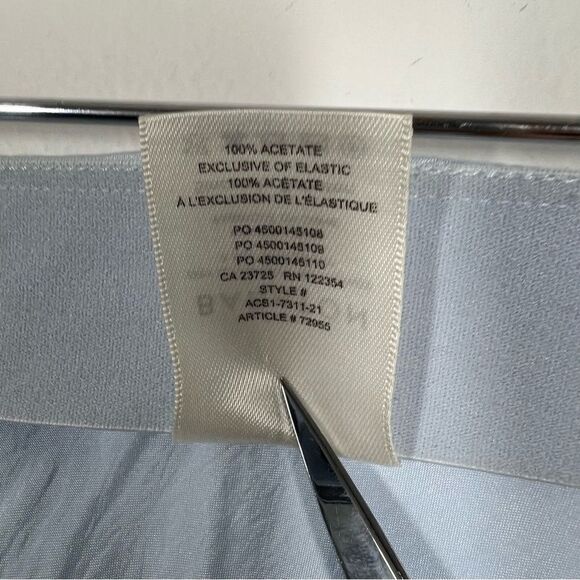 100% ACETATE
EXCLUSIVE OF ELASTIC
100% ACÉTATE
À L'EXCLUSION DE L'ÉLASTIQUE
PO 4500145108
PO 4500145109
PO 4500145110
CA 23725 RN 122354
STYLE #
ACS1-7311-21
ARTICLE # 72955